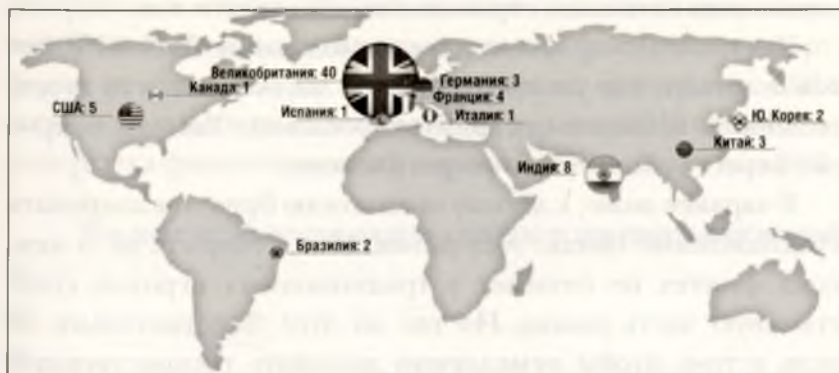 Великобритания: 40
Канада: 1
США: 5
Германия: 3
Франция: 4
Испания: 1
Италия: 1
Ю. Корея: 2
Китай: 3
Индия: 8
Бразилия: 2